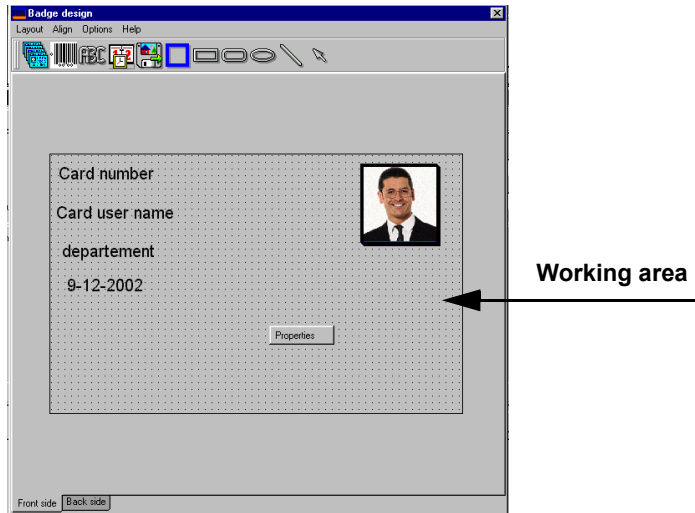 Badge design
Layout Align Options Help
ABC 12
Card number
Card user name
departement
9-12-2002
Working area
Properties
Front side Back side